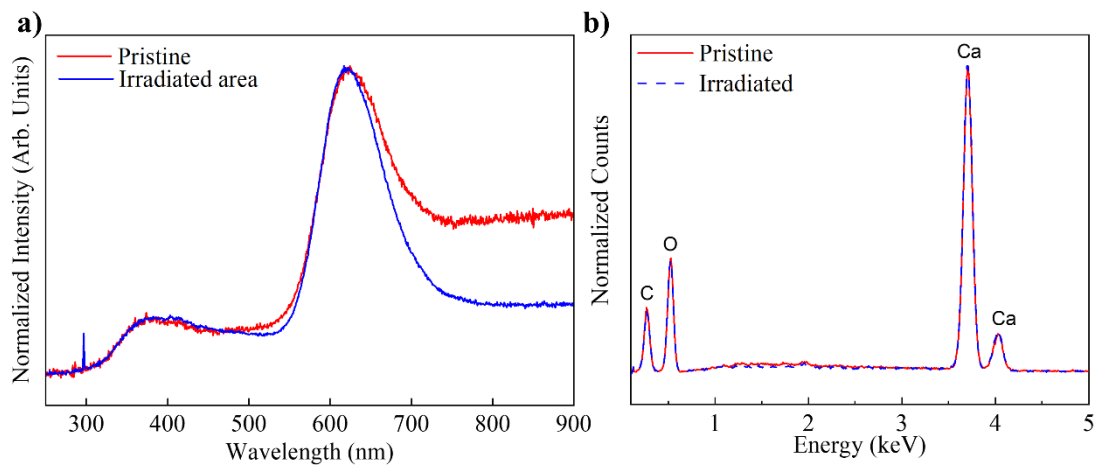 a)
Pristine
Irradiated area
Normalized Intensity (Arb. Units)
300 400 500 600 700 800 900
Wavelength (nm)
b)
Pristine
Irradiated
Ca
O
C
Ca
Normalized Counts
1 2 3 4 5
Energy (keV)